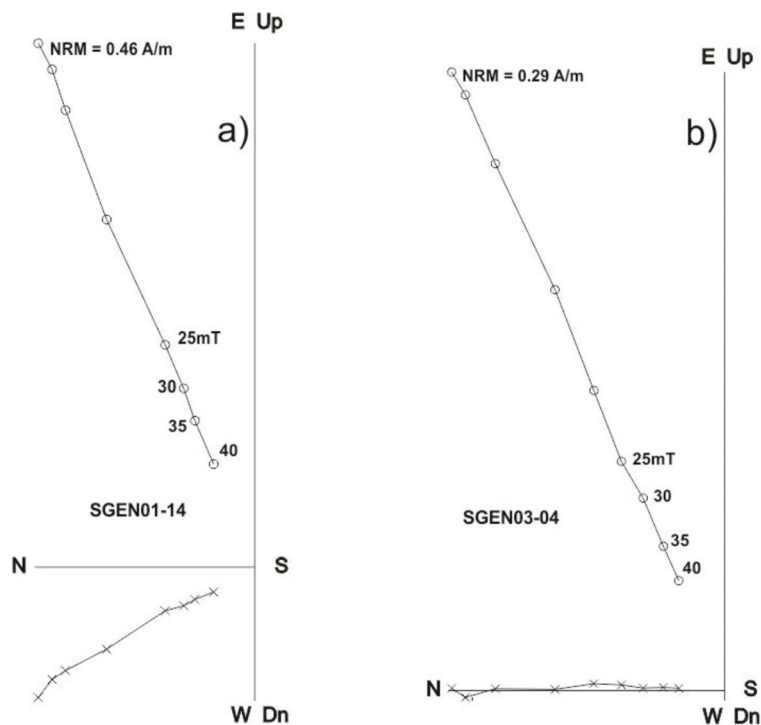 E Up
NRM = 0.46 A/m
a)
25mT
30
35
40
SGEN01-14
N S
W Dn
E Up
NRM = 0.29 A/m
b)
25mT
30
35
40
SGEN03-04
N S
W Dn